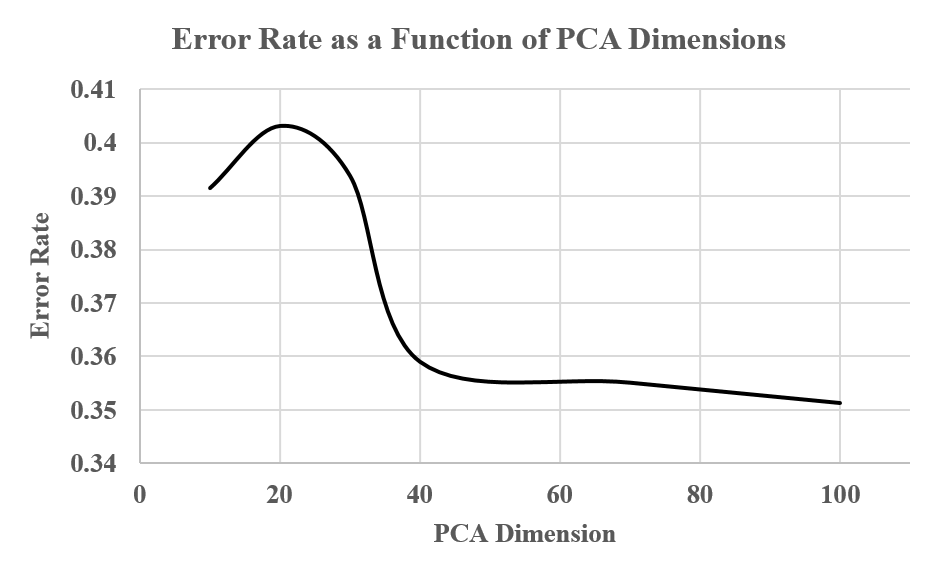 Error Rate as a Function of PCA Dimensions
0.41
0.4
0.39
0.38
0.37
0.36
0.35
0.34
0 20 40 60 80 100
Error Rate
PCA Dimension